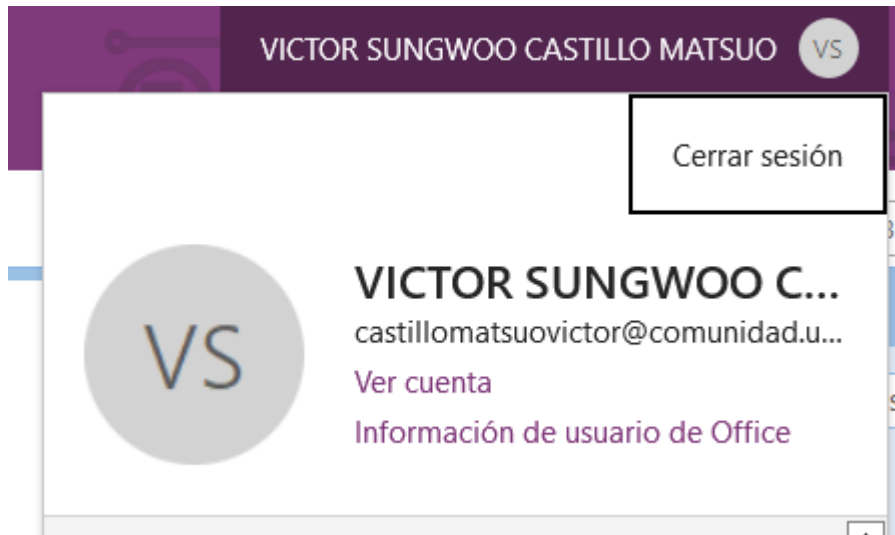 VICTOR SUNGWOO CASTILLO MATSUO VS
Cerrar sesión
VS
VICTOR SUNGWOO C...
castillomatsuovictor@comunidad.u...
Ver cuenta
Información de usuario de Office